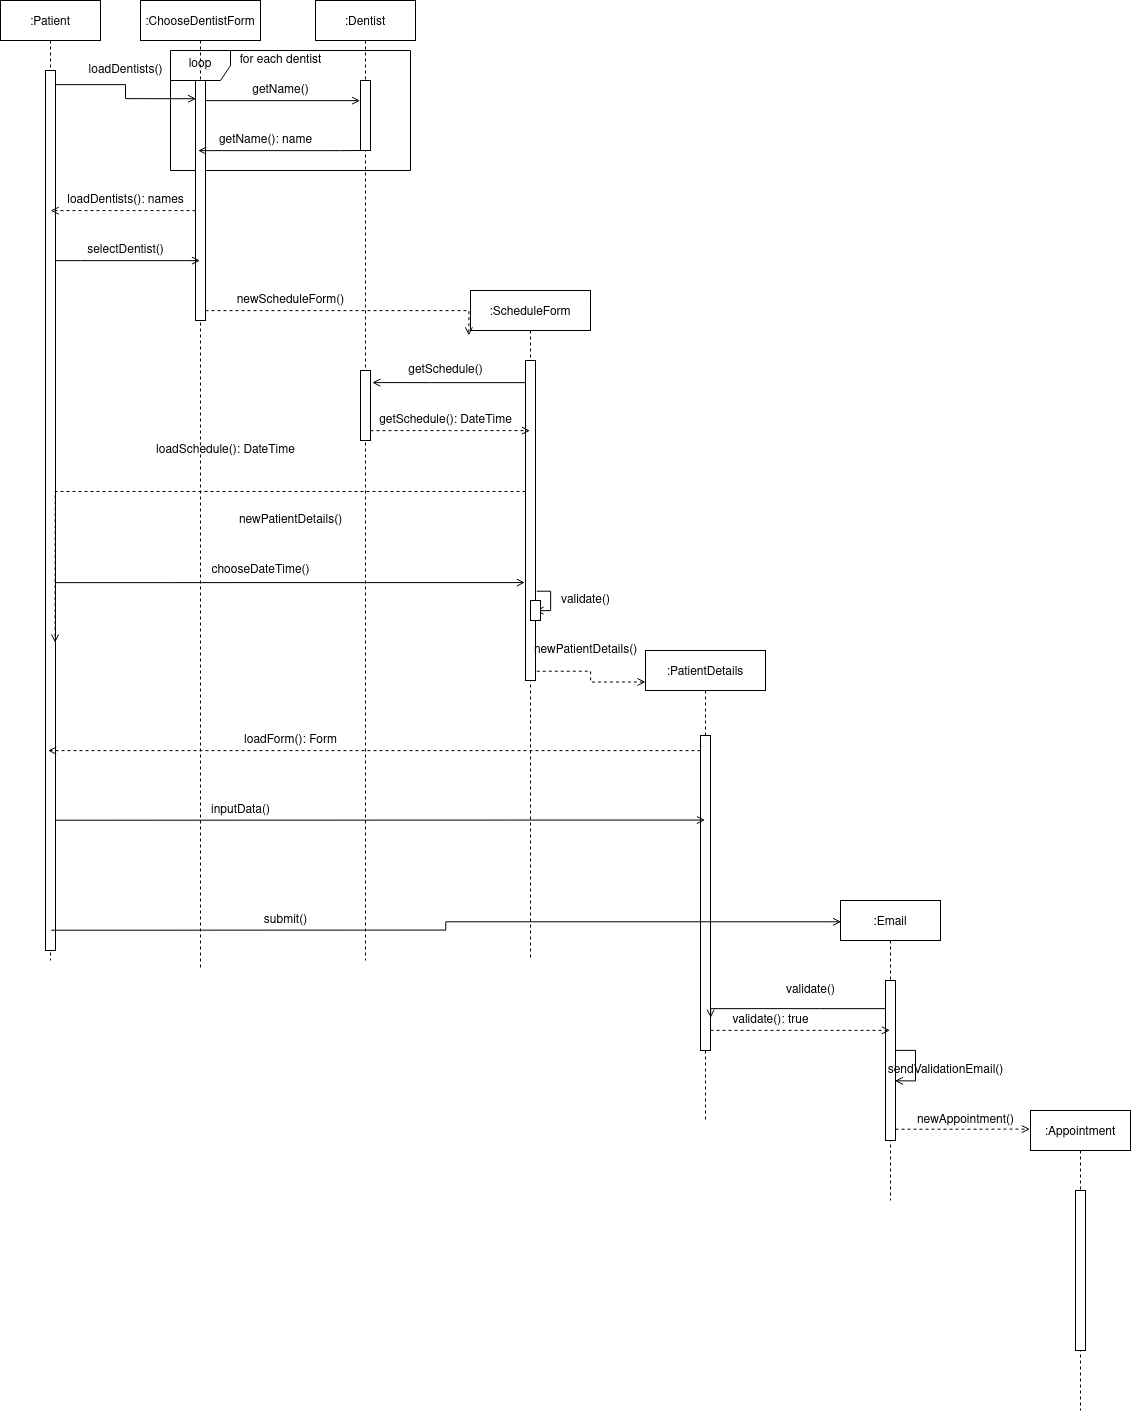 :Patient
:ChooseDentistForm
:Dentist
loop
for each dentist
loadDentists()
getName()
getName(): name
loadDentists(): names
selectDentist()
newScheduleForm()
:ScheduleForm
getSchedule()
getSchedule(): DateTime
loadSchedule(): DateTime
newPatientDetails()
chooseDateTime()
validate()
newPatientDetails()
:PatientDetails
loadForm(): Form
inputData()
submit()
:Email
validate()
validate(): true
sendValidationEmail()
newAppointment()
:Appointment